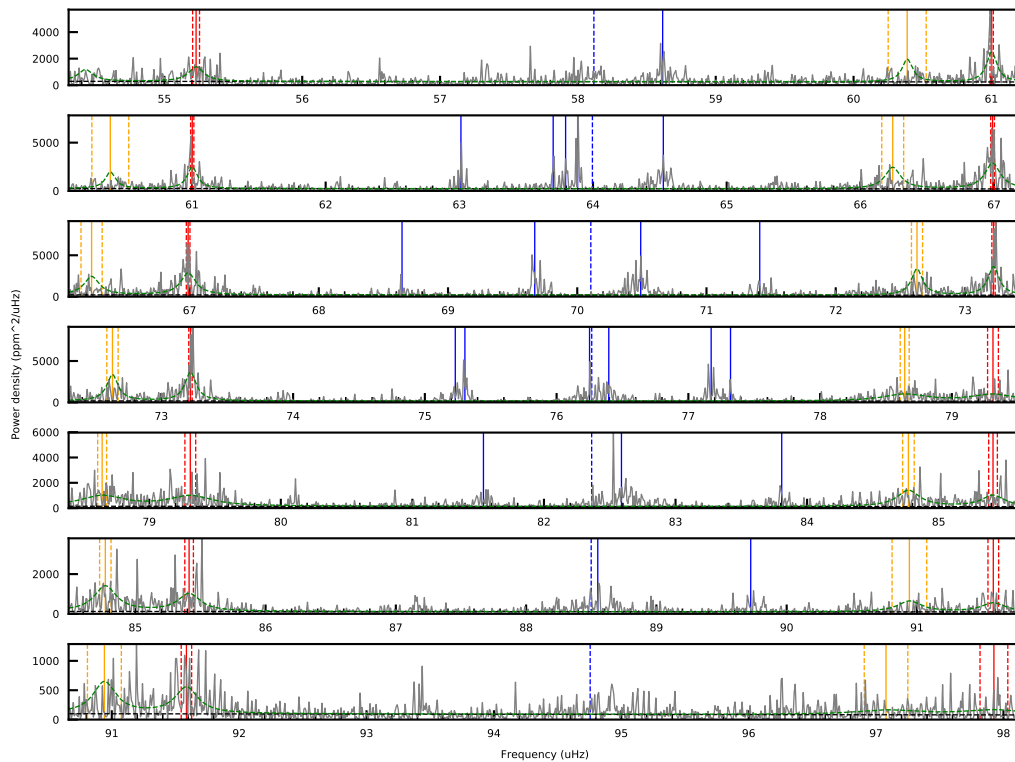 4000
2000
0
55 56 57 58 59 60 61
5000
0
61 62 63 64 65 66 67
5000
0
67 68 69 70 71 72 73
5000
0
73 74 75 76 77 78 79
Power density (ppm^2/uHz)
6000
4000
2000
0
79 80 81 82 83 84 85
2000
0
85 86 87 88 89 90 91
1000
500
0
91 92 93 94 95 96 97 98
Frequency (uHz)